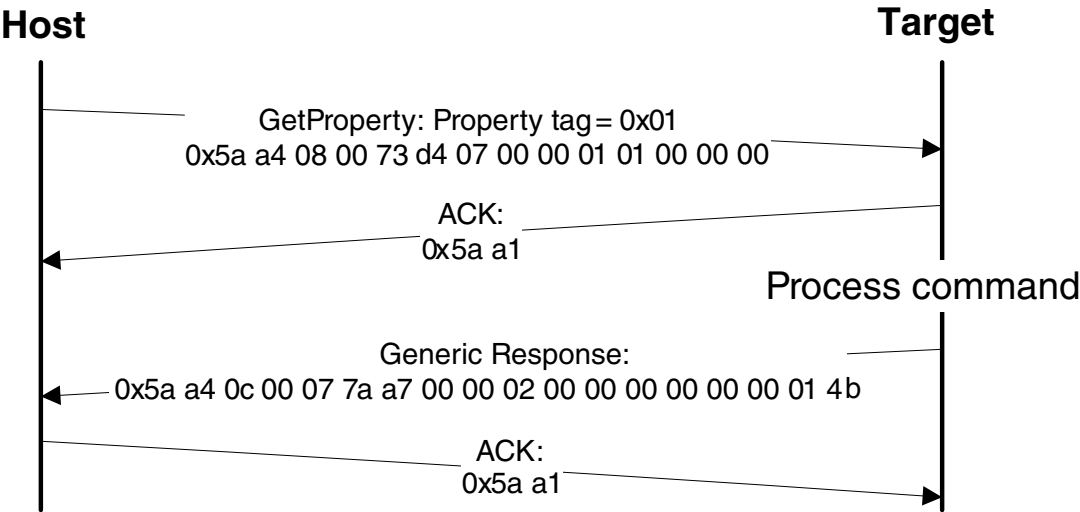 Host
Target
GetProperty: Property tag = 0x01
0x5a a4 08 00 73 d4 07 00 00 01 01 00 00 00
ACK:
0x5a a1
Process command
Generic Response:
0x5a a4 0c 00 07 7a a7 00 00 02 00 00 00 00 00 00 01 4b
ACK:
0x5a a1